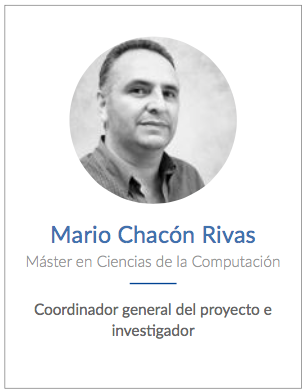 Mario Chacón Rivas
Máster en Ciencias de la Computación
Coordinador general del proyecto e
investigador